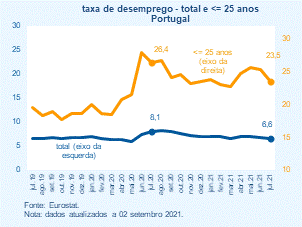 taxa de desemprego - total e <= 25 anos
Portugal
30
25
20
15
10
5
0
30
25
20
15
10
26,4
<= 25 anos
(eixo da
direita)
23,5
8,1
6,6
total (eixo da
esquerda)
jul.19
ago.19
set.19
out.19
nov.19
dez.19
jan.20
fev.20
mar.20
abr.20
mai.20
jun.20
jul.20
ago.20
set.20
out.20
nov.20
dez.20
jan.21
fev.21
mar.21
abr.21
mai.21
jun.21
jul.21
Fonte: Eurostat.
Nota: dados atualizados a 02 setembro 2021.